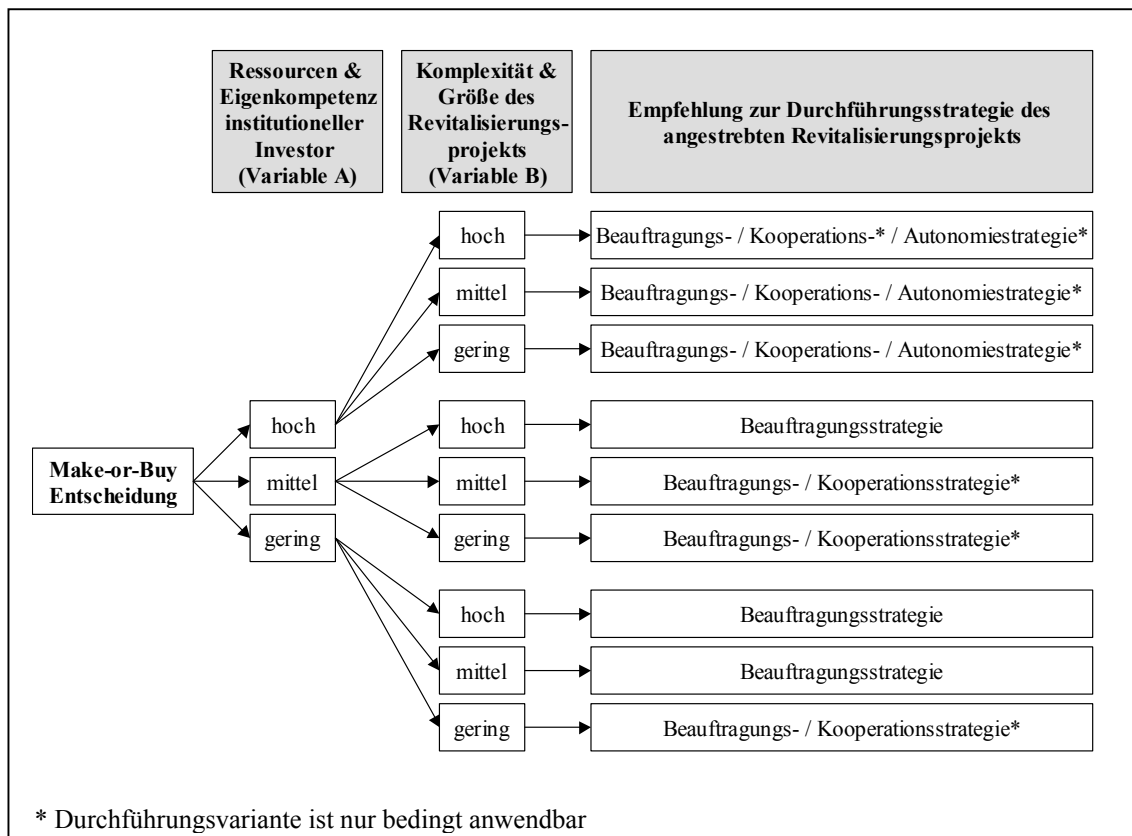 Ressourcen &
Eigenkompetenz
institutioneller
Investor
(Variable A)
Komplexität &
Größe des
Revitalisierungs-
projekts
(Variable B)
Empfehlung zur Durchführungsstrategie des
angestrebten Revitalisierungsprojekts
hoch
Beauftragungs- / Kooperations-* / Autonomiestrategie*
mittel
Beauftragungs- / Kooperations- / Autonomiestrategie*
gering
Beauftragungs- / Kooperations- / Autonomiestrategie*
hoch
hoch
Beauftragungsstrategie
Make-or-Buy
Entscheidung
mittel
mittel
Beauftragungs- / Kooperationsstrategie*
gering
gering
Beauftragungs- / Kooperationsstrategie*
hoch
Beauftragungsstrategie
mittel
Beauftragungsstrategie
gering
Beauftragungs- / Kooperationsstrategie*
* Durchführungsvariante ist nur bedingt anwendbar